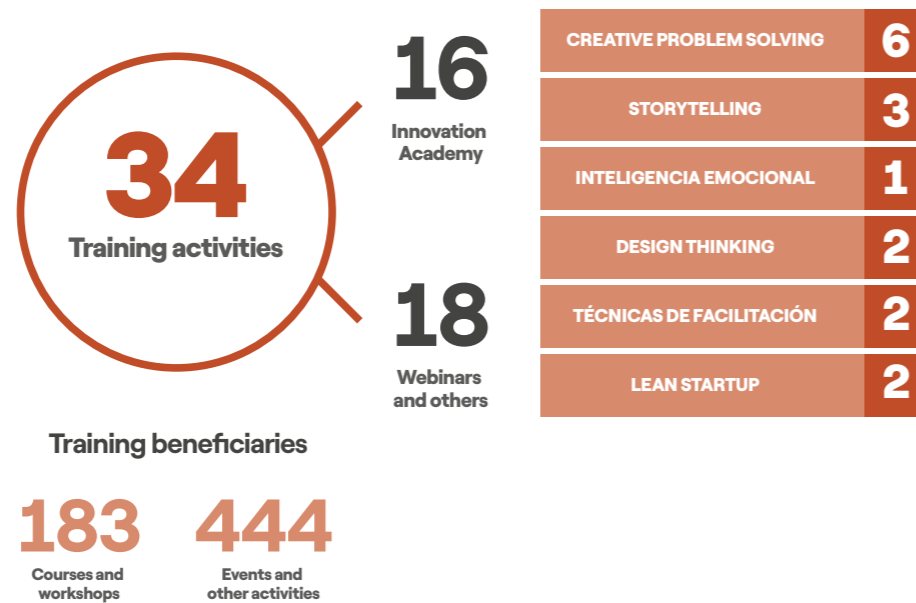 34
Training activities
16
Innovation
Academy
18
Webinars
and others
CREATIVE PROBLEM SOLVING 6
STORYTELLING 3
INTELIGENCIA EMOCIONAL 1
DESIGN THINKING 2
TÉCNICAS DE FACILITACIÓN 2
LEAN STARTUP 2
Training beneficiaries
183
Courses and
workshops
444
Events and
other activities